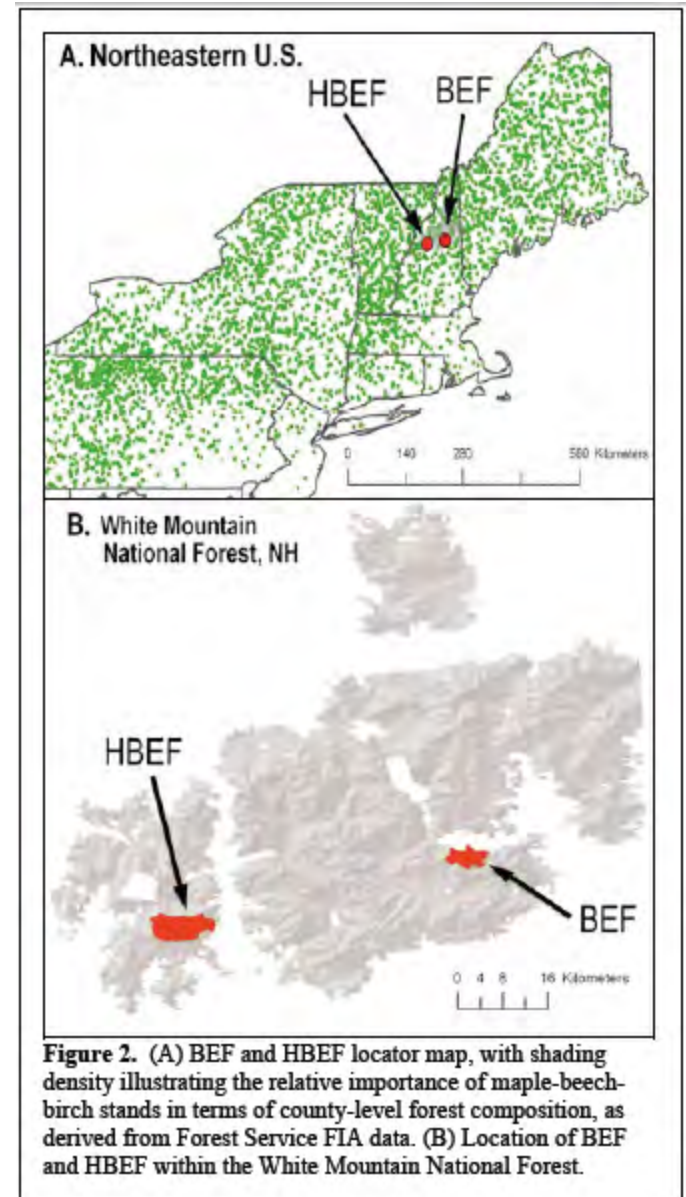 A. Northeastern U.S.
HBEF BEF
0 140 280 560 Kilometers
B. White Mountain
National Forest, NH
HBEF
BEF
0 4 8 16 Kilometers
Figure 2. (A) BEF and HBEF locator map, with shading
density illustrating the relative importance of maple-beech-
birch stands in terms of county-level forest composition, as
derived from Forest Service FIA data. (B) Location of BEF
and HBEF within the White Mountain National Forest.